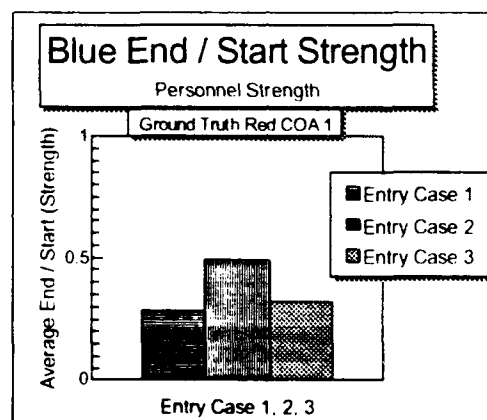 Blue End / Start Strength
Personnel Strength
Ground Truth Red COA 1
Average End / Start (Strength)
1
0.5
0
Entry Case 1
Entry Case 2
Entry Case 3
Entry Case 1, 2, 3